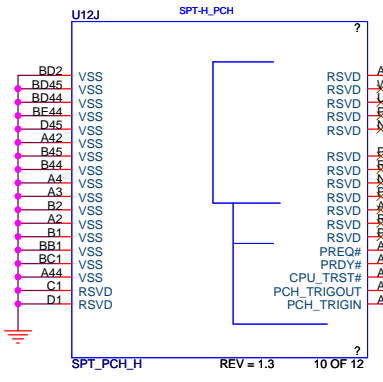 U12J SPT-H_PCH
?
BD2 VSS RSVD
BD45 VSS RSVD
BD44 VSS RSVD
BE44 VSS RSVD
D45 VSS RSVD
A42 VSS
B45 VSS RSVD
B44 VSS RSVD
A4 VSS RSVD
A3 VSS RSVD
B2 VSS RSVD
A2 VSS RSVD
B1 VSS RSVD
BB1 VSS PREQ#
BC1 VSS PRDY#
A44 VSS CPU_TRST#
C1 RSVD PCH_TRIGOUT
D1 RSVD PCH_TRIGIN
?
SPT_PCH_H REV = 1.3 10 OF 12